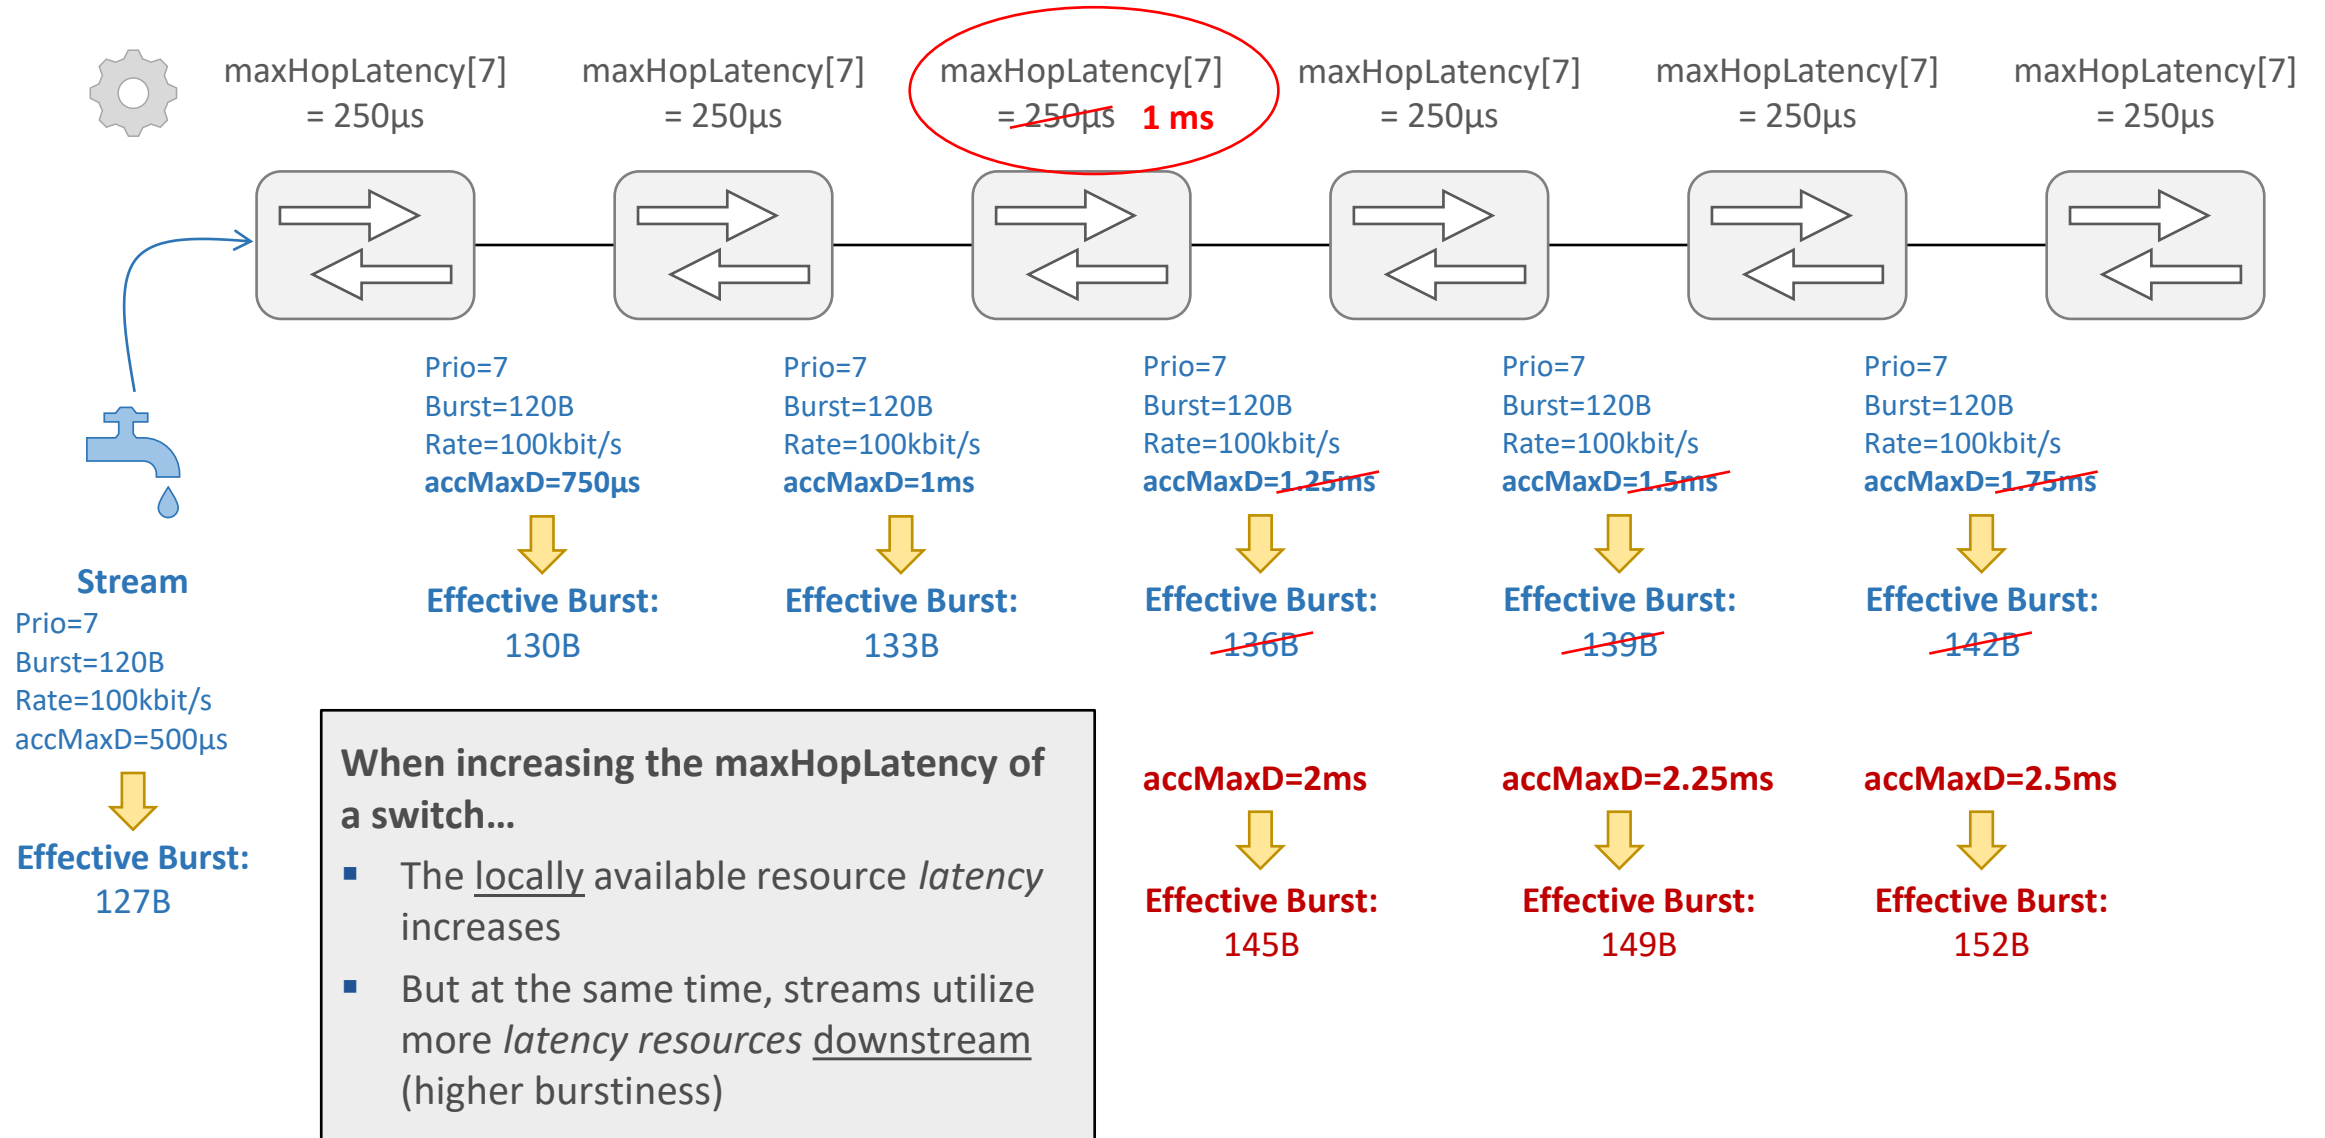 maxHopLatency[7]
= 250µs
maxHopLatency[7]
= 250µs
maxHopLatency[7]
= 250µs 1 ms
maxHopLatency[7]
= 250µs
maxHopLatency[7]
= 250µs
maxHopLatency[7]
= 250µs
Stream
Prio=7
Burst=120B
Rate=100kbit/s
accMaxD=500µs
Effective Burst:
127B
Prio=7
Burst=120B
Rate=100kbit/s
accMaxD=750µs
Effective Burst:
130B
Prio=7
Burst=120B
Rate=100kbit/s
accMaxD=1ms
Effective Burst:
133B
Prio=7
Burst=120B
Rate=100kbit/s
accMaxD=1.25ms
Effective Burst:
136B
accMaxD=2ms
Effective Burst:
145B
Prio=7
Burst=120B
Rate=100kbit/s
accMaxD=1.5ms
Effective Burst:
139B
accMaxD=2.25ms
Effective Burst:
149B
Prio=7
Burst=120B
Rate=100kbit/s
accMaxD=1.75ms
Effective Burst:
142B
accMaxD=2.5ms
Effective Burst:
152B
When increasing the maxHopLatency of
a switch…
▪ The locally available resource latency
increases
▪ But at the same time, streams utilize
more latency resources downstream
(higher burstiness)